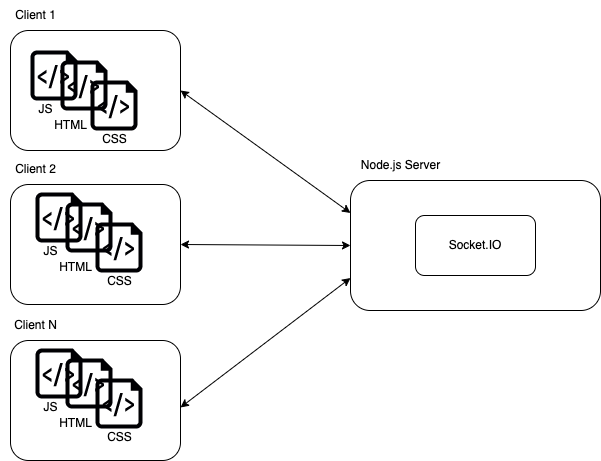 Client 1
</>
</>
</>
JS
HTML
CSS
Client 2
</>
</>
</>
JS
HTML
CSS
Client N
</>
</>
</>
JS
HTML
CSS
Node.js Server
Socket.IO